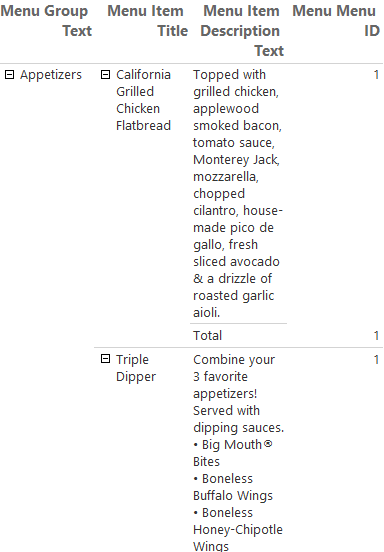 Menu Group Menu Item Menu Item Menu Menu
Text Title Description ID
Text
Appetizers California Topped with 1
Grilled grilled chicken,
Chicken applewood
Flatbread smoked bacon,
tomato sauce,
Monterey Jack,
mozzarella,
chopped
cilantro, house-
made pico de
gallo, fresh
sliced avocado
& a drizzle of
roasted garlic
aioli.
Total 1
Triple Combine your 1
Dipper 3 favorite
appetizers!
Served with
dipping sauces.
• Big Mouth®
Bites
• Boneless
Buffalo Wings
• Boneless
Honey-Chipotle
Wings